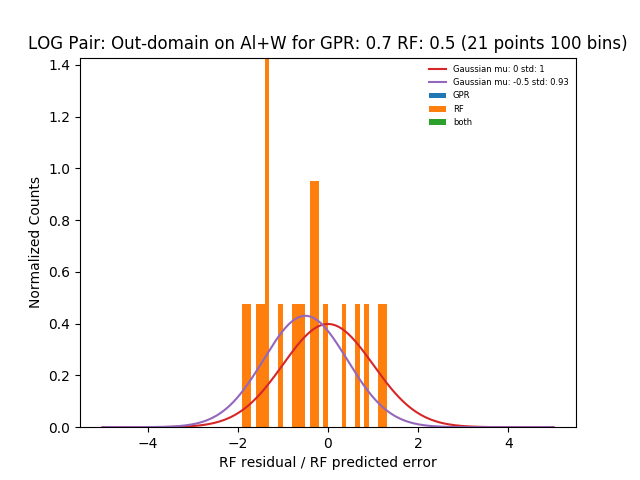 LOG Pair: Out-domain on Al+W for GPR: 0.7 RF: 0.5 (21 points 100 bins)
Gaussian mu: 0 std: 1
Gaussian mu: -0.5 std: 0.93
GPR
RF
both
Normalized Counts
1.4
1.2
1.0
0.8
0.6
0.4
0.2
0.0
−4
−2
0
2
4
RF residual / RF predicted error